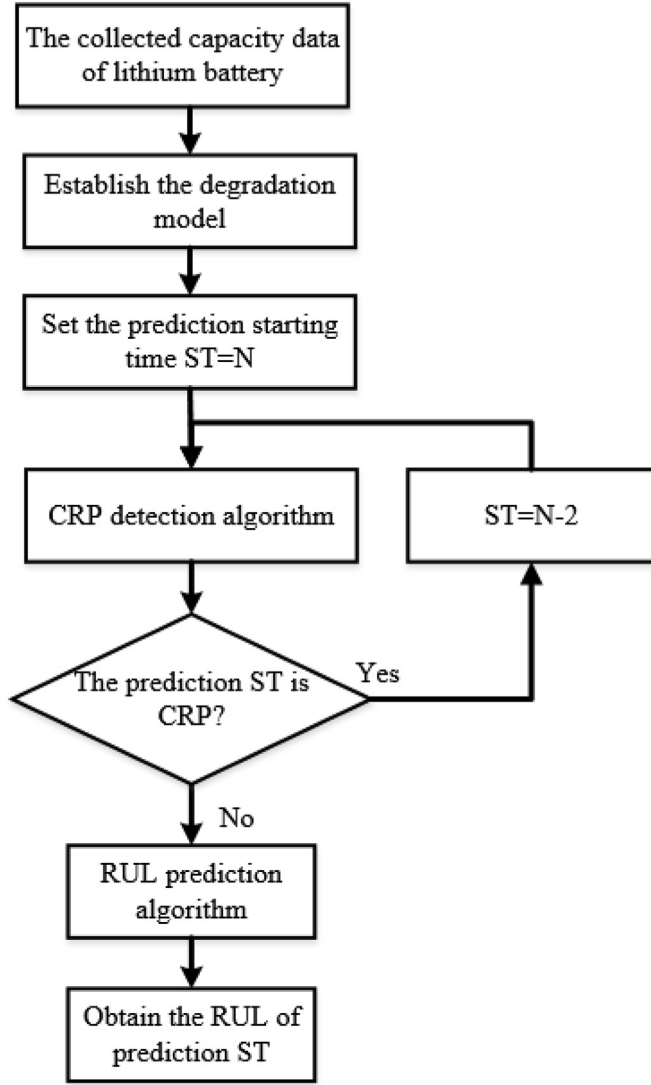 The collected capacity data
of lithium battery
Establish the degradation
model
Set the prediction starting
time ST=N
CRP detection algorithm
ST=N-2
The prediction ST is
CRP?
Yes
No
RUL prediction
algorithm
Obtain the RUL of
prediction ST